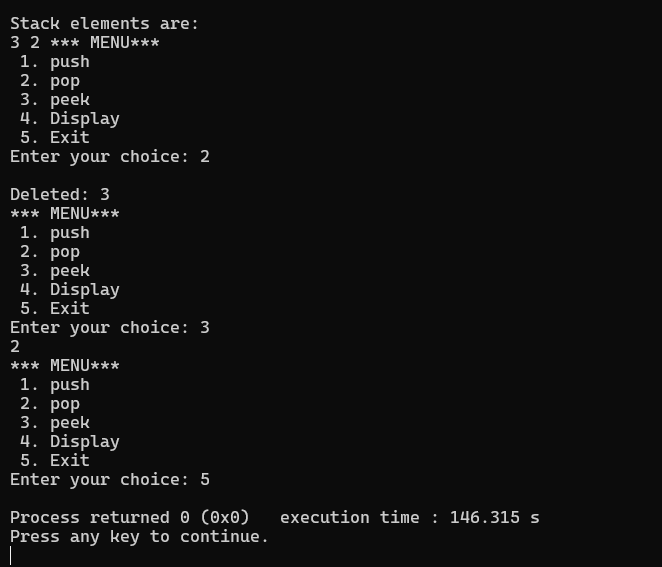 Stack elements are:
3 2 *** MENU***
 1. push
 2. pop
 3. peek
 4. Display
 5. Exit
Enter your choice: 2

Deleted: 3
*** MENU***
 1. push
 2. pop
 3. peek
 4. Display
 5. Exit
Enter your choice: 3
2
*** MENU***
 1. push
 2. pop
 3. peek
 4. Display
 5. Exit
Enter your choice: 5

Process returned 0 (0x0)   execution time : 146.315 s
Press any key to continue.